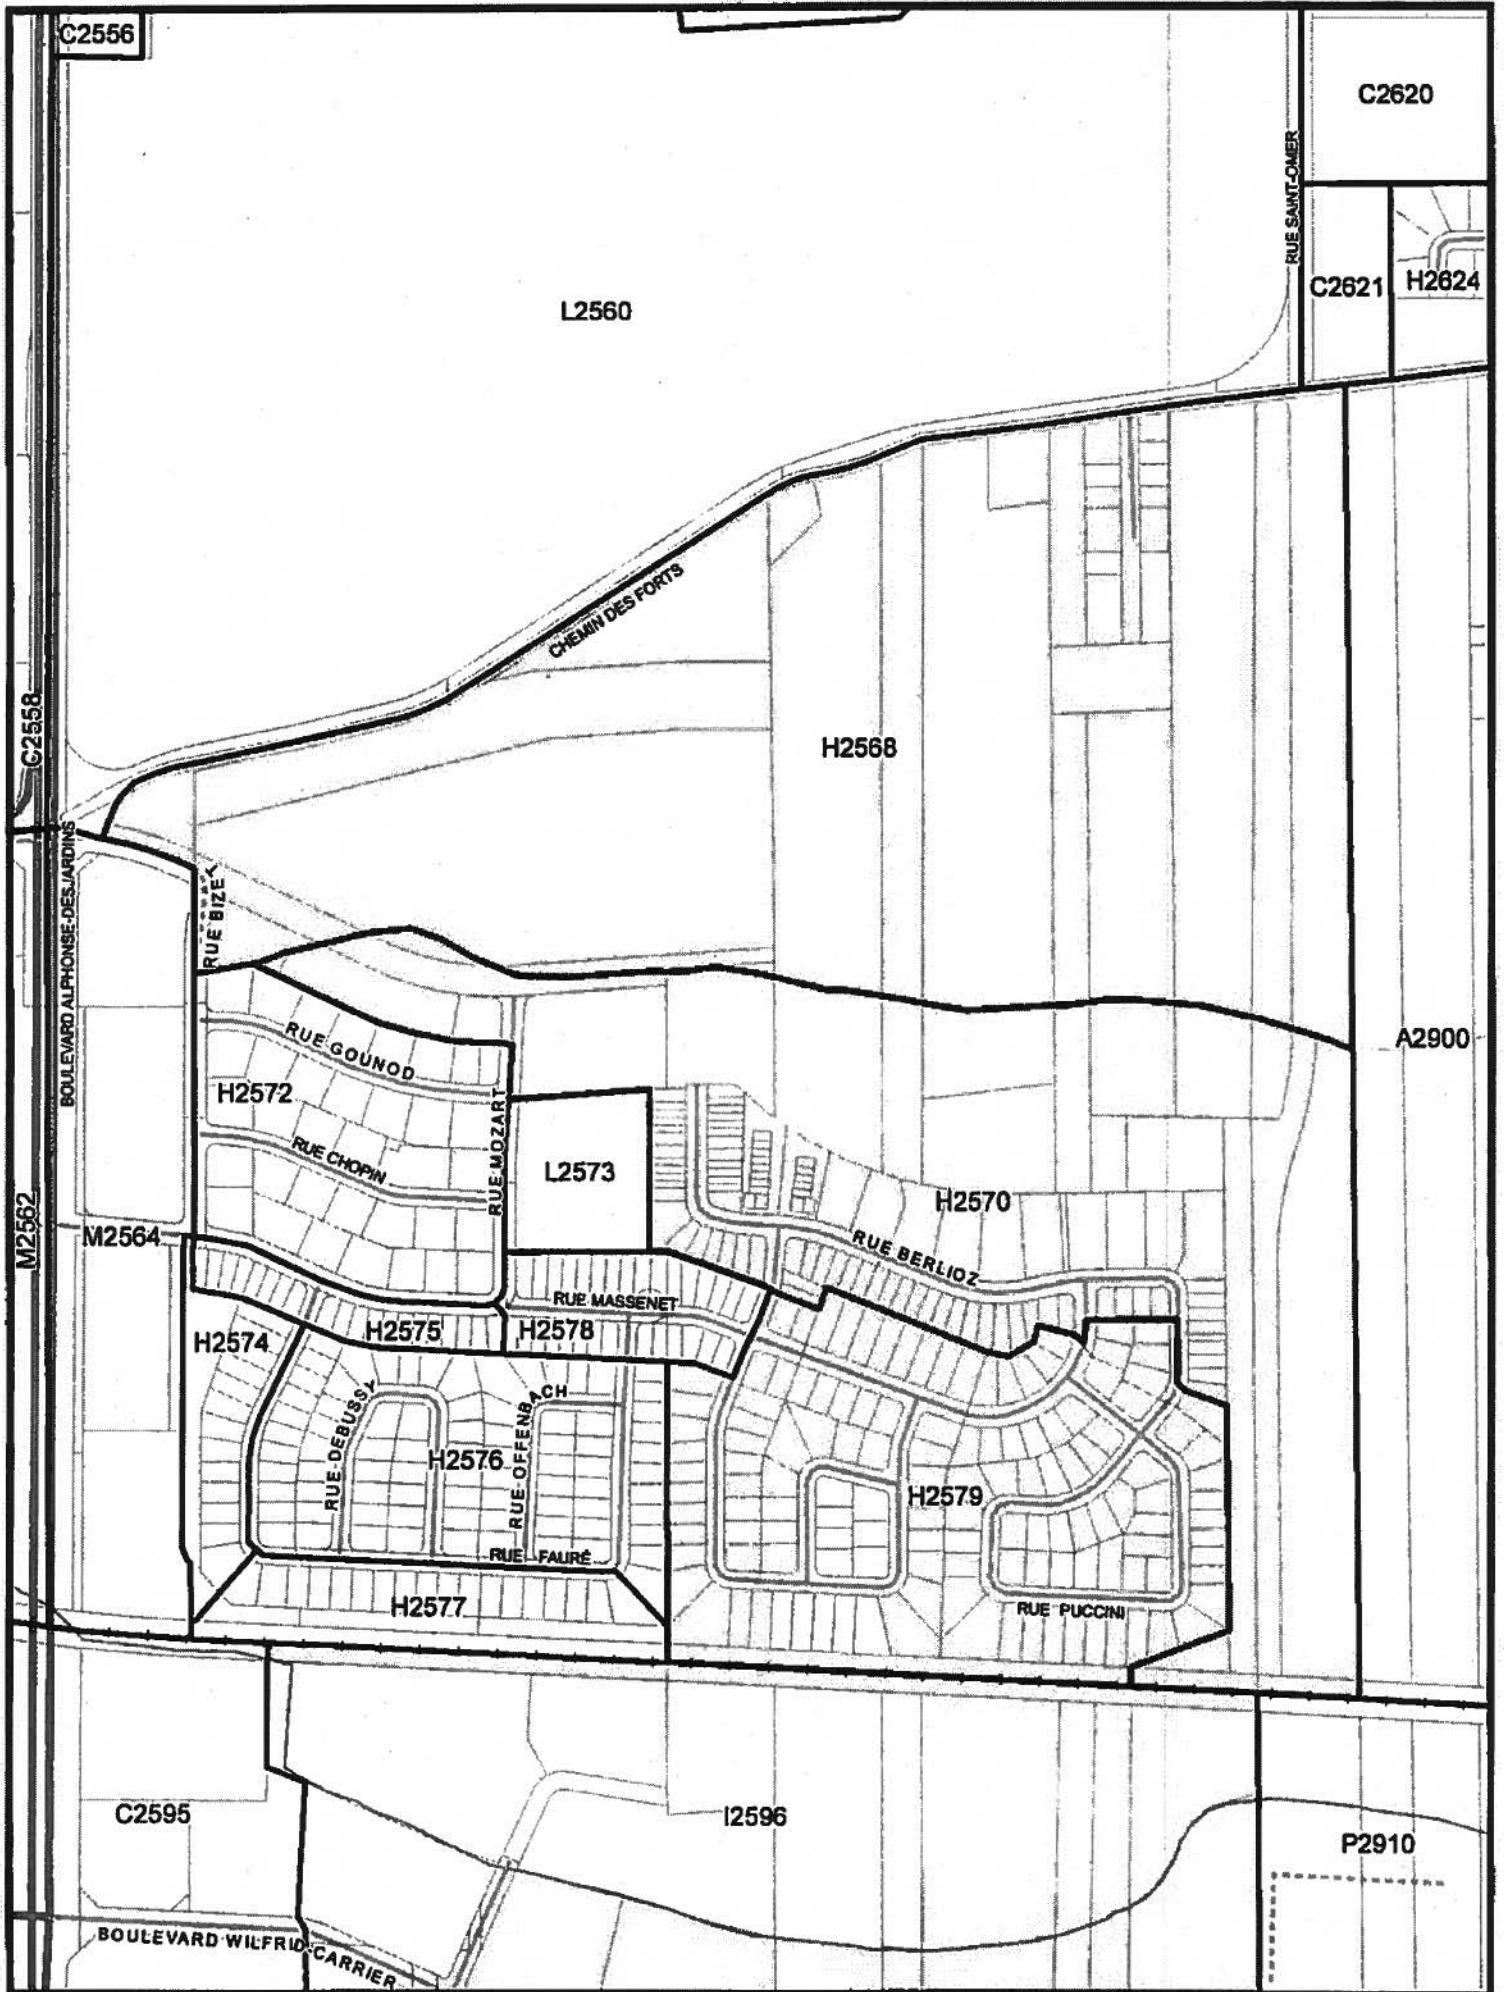 C2556
C2620
RUE SAINT-OMER
C2621
H2624
L2560
CHEMIN DES FORTS
C2558
H2568
BOULEVARD ALPHONSE-DESJARDINS
RUE BIZET
A2900
RUE GOUNOD
H2572
RUE MOZART
RUE CHOPIN
L2573
H2570
M2562
M2564
RUE BERLIOZ
RUE MASSENET
H2574
H2575
H2578
RUE DEBUSSY
RUE OFFENBACH
H2576
H2579
RUE FAURÉ
H2577
RUE PUCCINI
C2595
I2596
P2910
BOULEVARD WILFRID-CARRIER